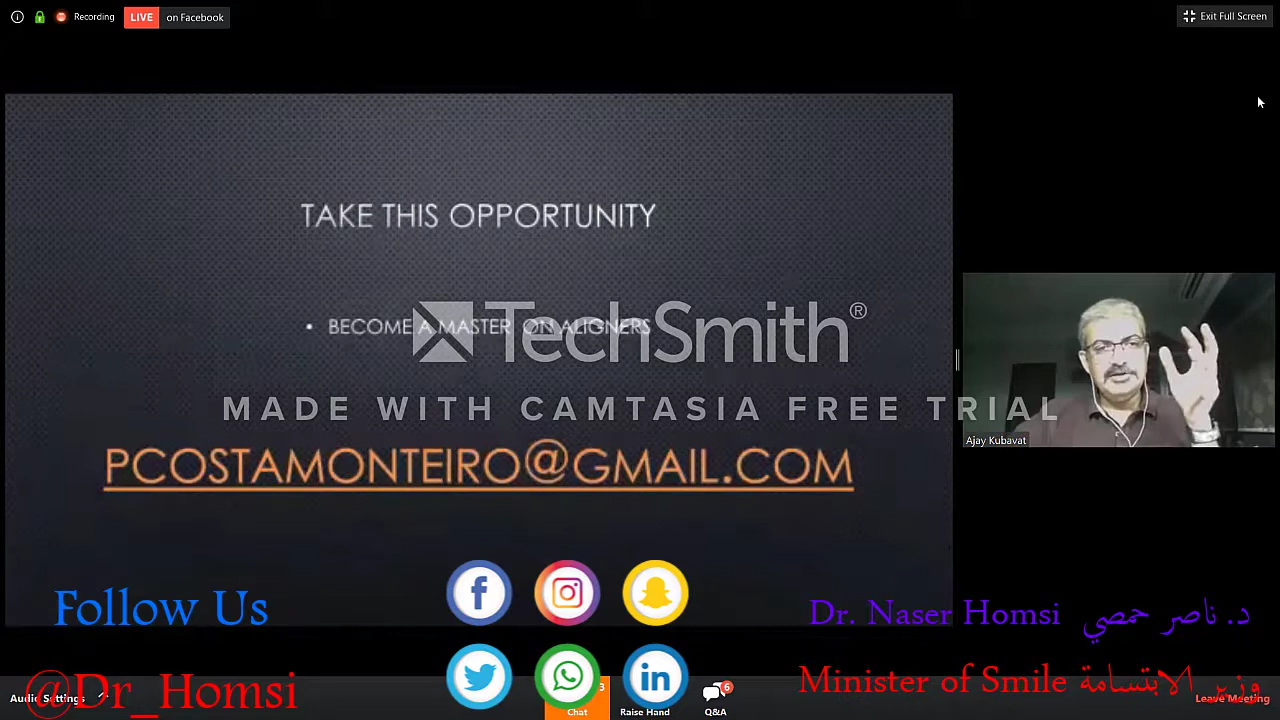 Recording
LIVE on Facebook
Exit Full Screen
TAKE THIS OPPORTUNITY
• BECOME A MASTER ON ALIGNERS
TechSmith®
MADE WITH CAMTASIA FREE TRIAL
PCOSTAMONTEIRO@GMAIL.COM
Ajay Kubavat
Follow Us
Dr. Naser Homsi د. ناصر حمصي
@Dr_Homsi
Minister of Smile وزير الابتسامة
Audio Settings
3
Chat
Raise Hand
6
Q&A
Leave Meeting